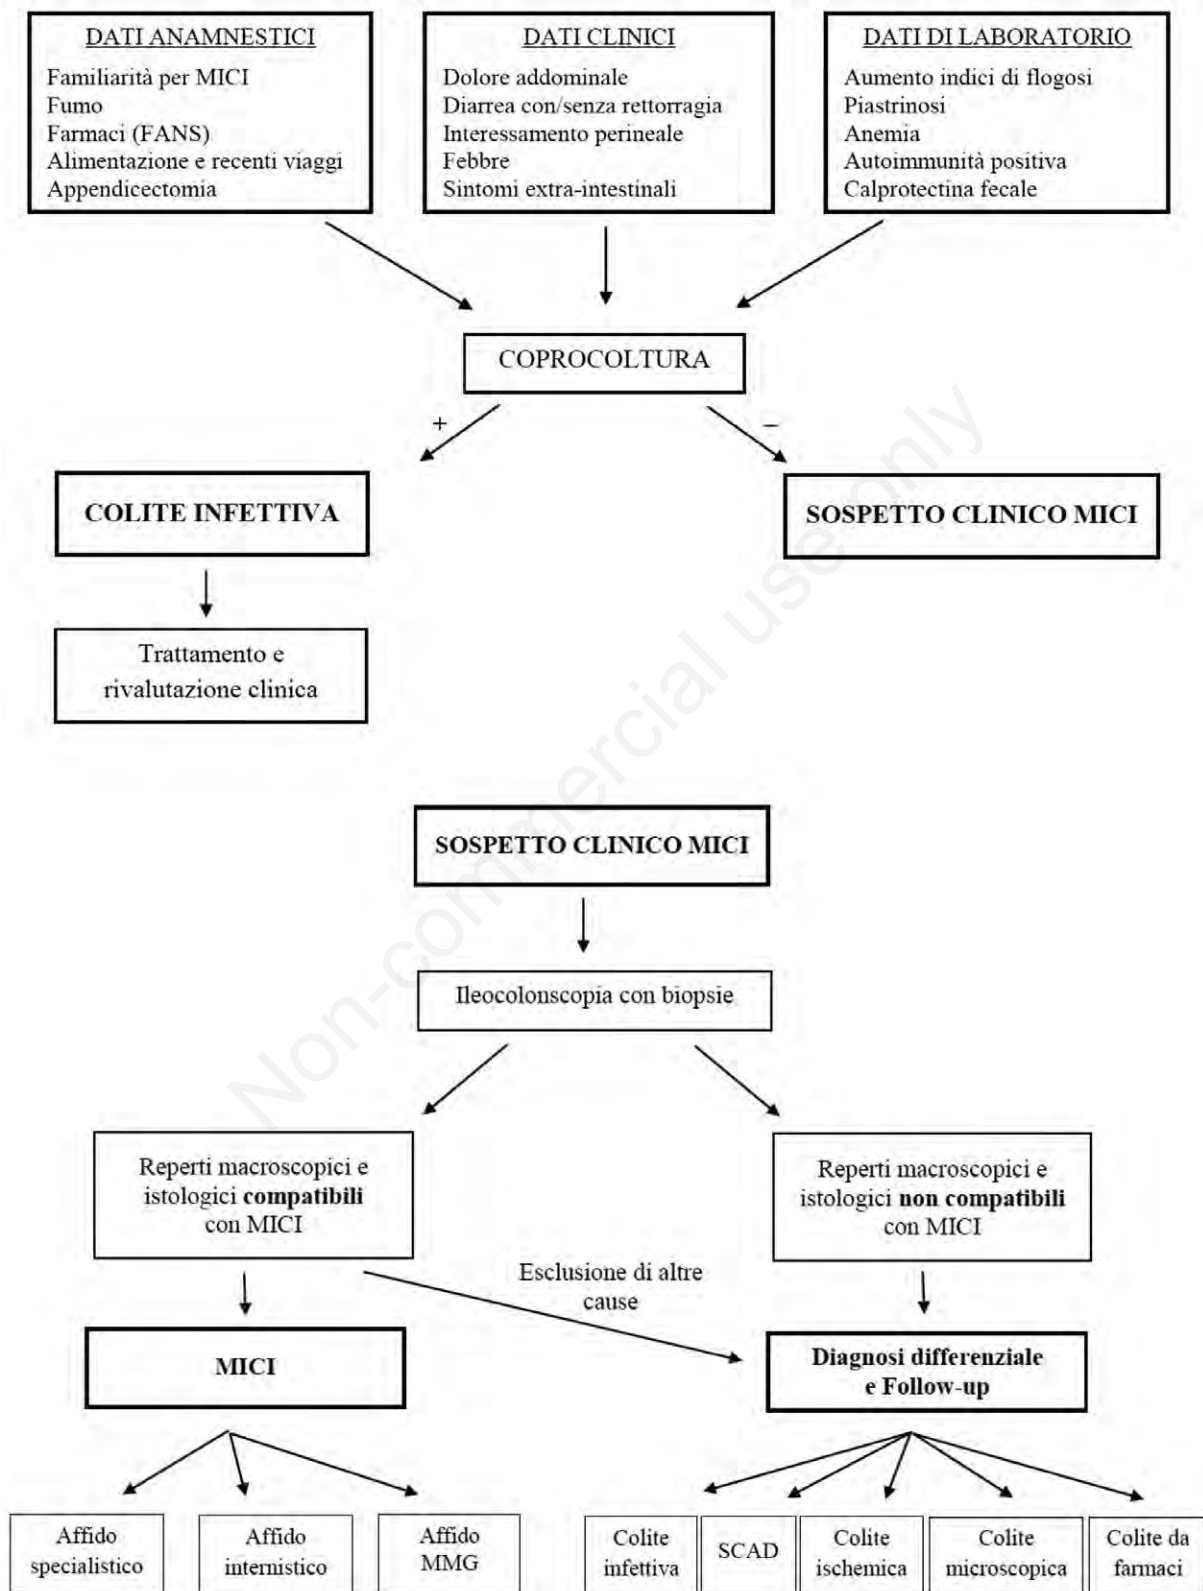 DATI ANAMNESTICI
Familiarità per MICI
Fumo
Farmaci (FANS)
Alimentazione e recenti viaggi
Appendicectomia
DATI CLINICI
Dolore addominale
Diarrea con/senza rettorragia
Interessamento perineale
Febbre
Sintomi extra-intestinali
DATI DI LABORATORIO
Aumento indici di flogosi
Piastrinosi
Anemia
Autoimmunità positiva
Calprotectina fecale
COPROCOLTURA
+
–
COLITE INFETTIVA
SOSPETTO CLINICO MICI
Trattamento e
rivalutazione clinica
SOSPETTO CLINICO MICI
Ileocolonscopia con biopsie
Reperti macroscopici e
istologici compatibili
con MICI
Reperti macroscopici e
istologici non compatibili
con MICI
Esclusione di altre
cause
MICI
Diagnosi differenziale
e Follow-up
Affido
specialistico
Affido
internistico
Affido
MMG
Colite
infettiva
SCAD
Colite
ischemica
Colite
microscopica
Colite da
farmaci
Non-commercial use only